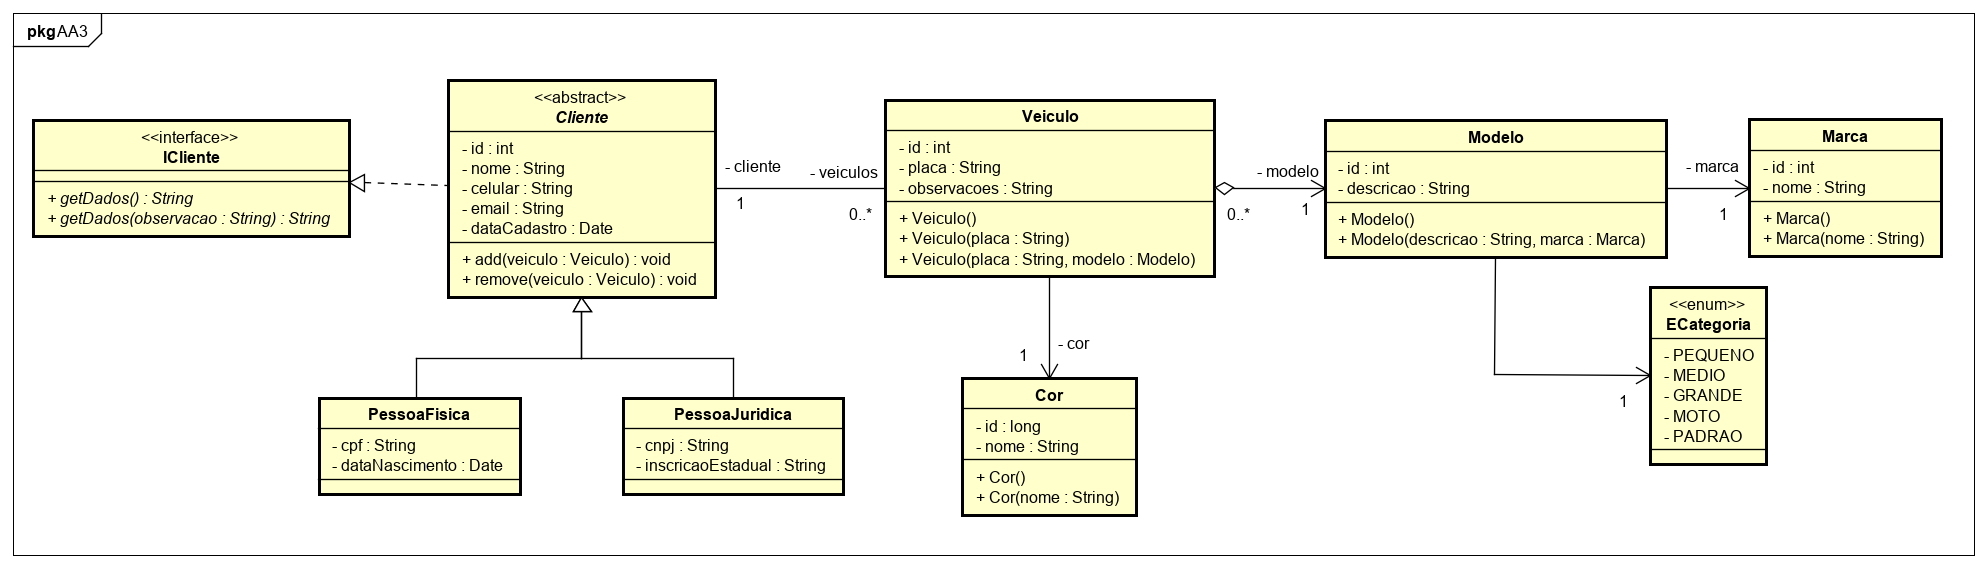 pkg AA3
<<interface>>
ICliente
+ getDados() : String
+ getDados(observacao : String) : String
<<abstract>>
Cliente
- id : int
- nome : String
- celular : String
- email : String
- dataCadastro : Date
+ add(veiculo : Veiculo) : void
+ remove(veiculo : Veiculo) : void
- cliente
1
- veiculos
0..*
Veiculo
- id : int
- placa : String
- observacoes : String
+ Veiculo()
+ Veiculo(placa : String)
+ Veiculo(placa : String, modelo : Modelo)
- modelo
0..*
1
Modelo
- id : int
- descricao : String
+ Modelo()
+ Modelo(descricao : String, marca : Marca)
- marca
1
Marca
- id : int
- nome : String
+ Marca()
+ Marca(nome : String)
PessoaFisica
- cpf : String
- dataNascimento : Date
PessoaJuridica
- cnpj : String
- inscricaoEstadual : String
- cor
1
Cor
- id : long
- nome : String
+ Cor()
+ Cor(nome : String)
1
<<enum>>
ECategoria
- PEQUENO
- MEDIO
- GRANDE
- MOTO
- PADRAO